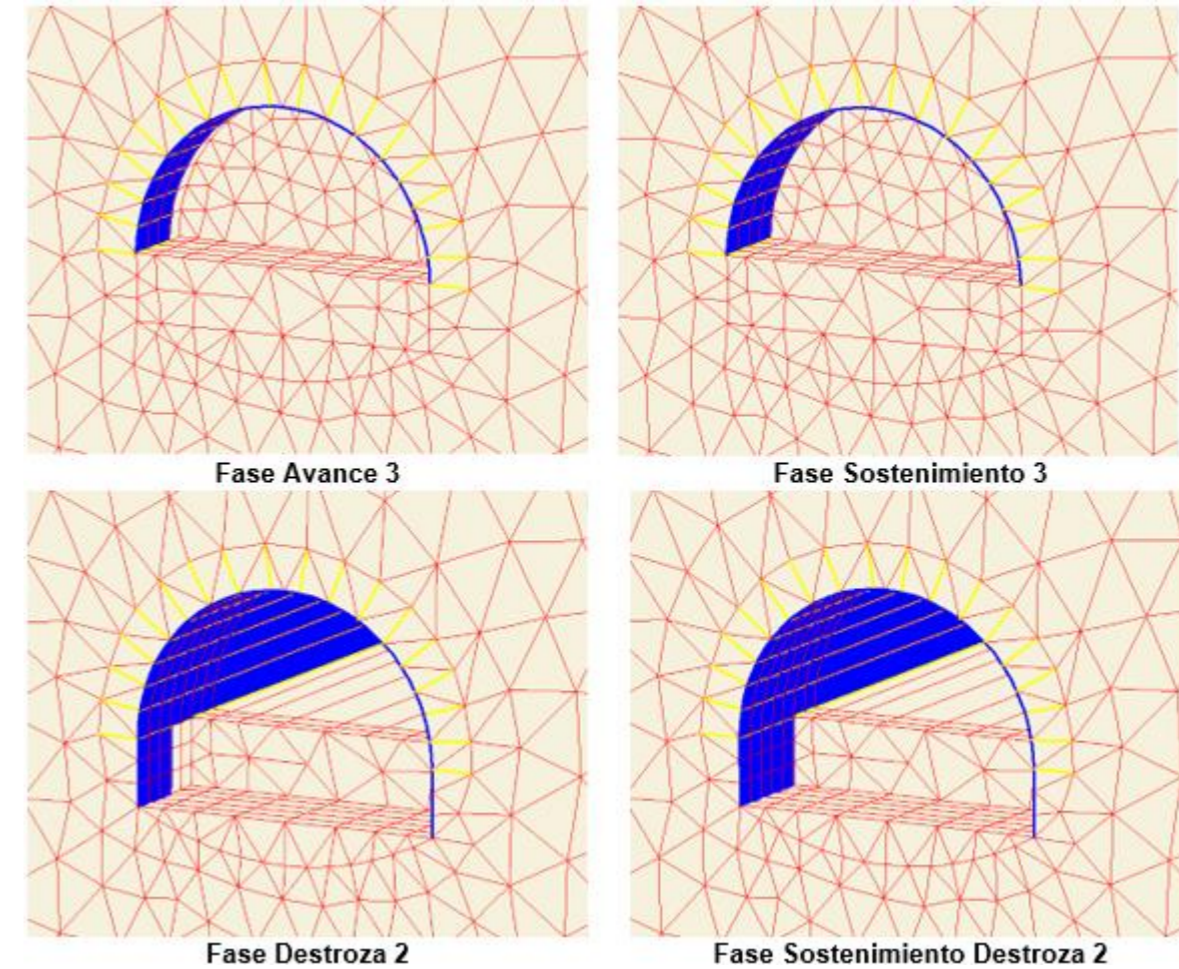 Fase Avance 3
Fase Sostenimiento 3
Fase Destroza 2
Fase Sostenimiento Destroza 2